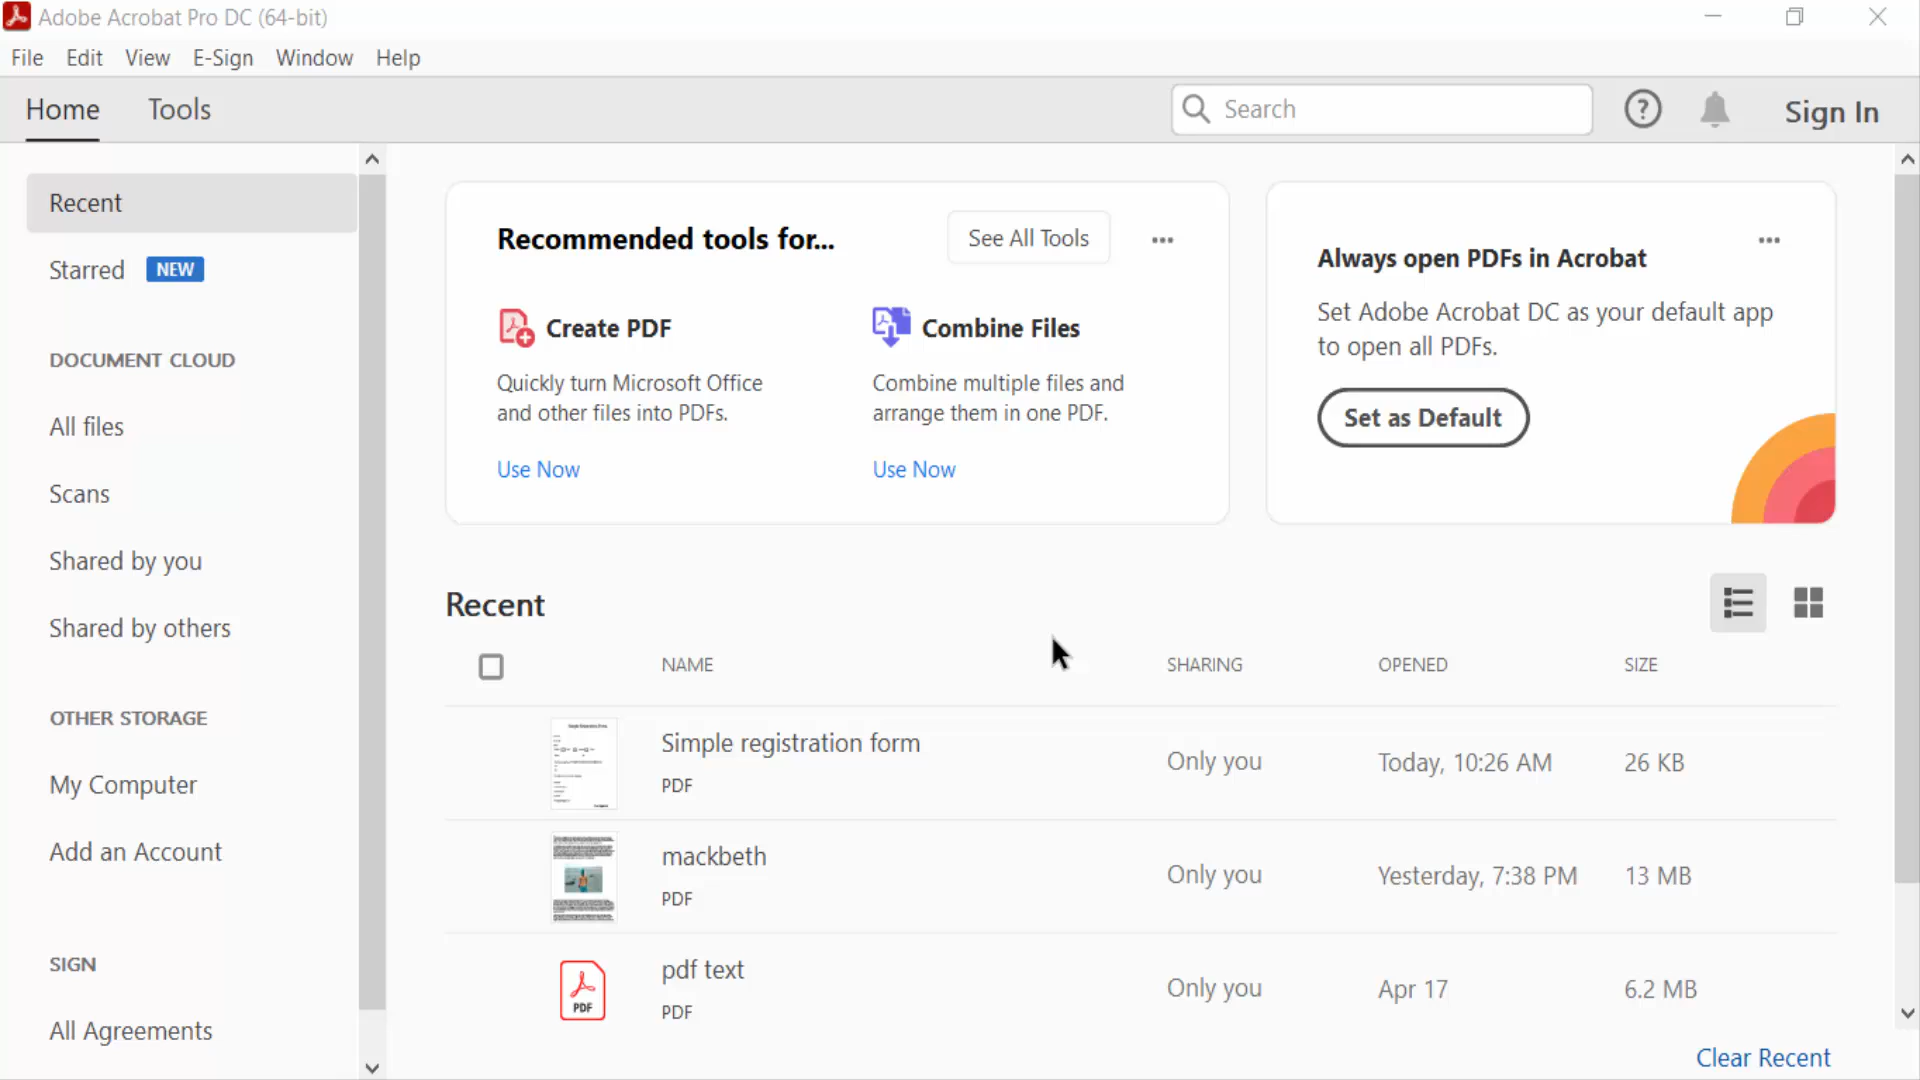 Adobe Acrobat Pro DC (64-bit)
File Edit View E-Sign Window Help
Home Tools
Search
Sign In
Recent
Starred NEW
DOCUMENT CLOUD
All files
Scans
Shared by you
Shared by others
OTHER STORAGE
My Computer
Add an Account
SIGN
All Agreements
Recommended tools for...
See All Tools
Create PDF
Quickly turn Microsoft Office
and other files into PDFs.
Use Now
Combine Files
Combine multiple files and
arrange them in one PDF.
Use Now
Always open PDFs in Acrobat
Set Adobe Acrobat DC as your default app
to open all PDFs.
Set as Default
Recent
NAME SHARING OPENED SIZE
Simple registration form
PDF
Only you Today, 10:26 AM 26 KB
mackbeth
PDF
Only you Yesterday, 7:38 PM 13 MB
PDF
pdf text
PDF
Only you Apr 17 6.2 MB
Clear Recent